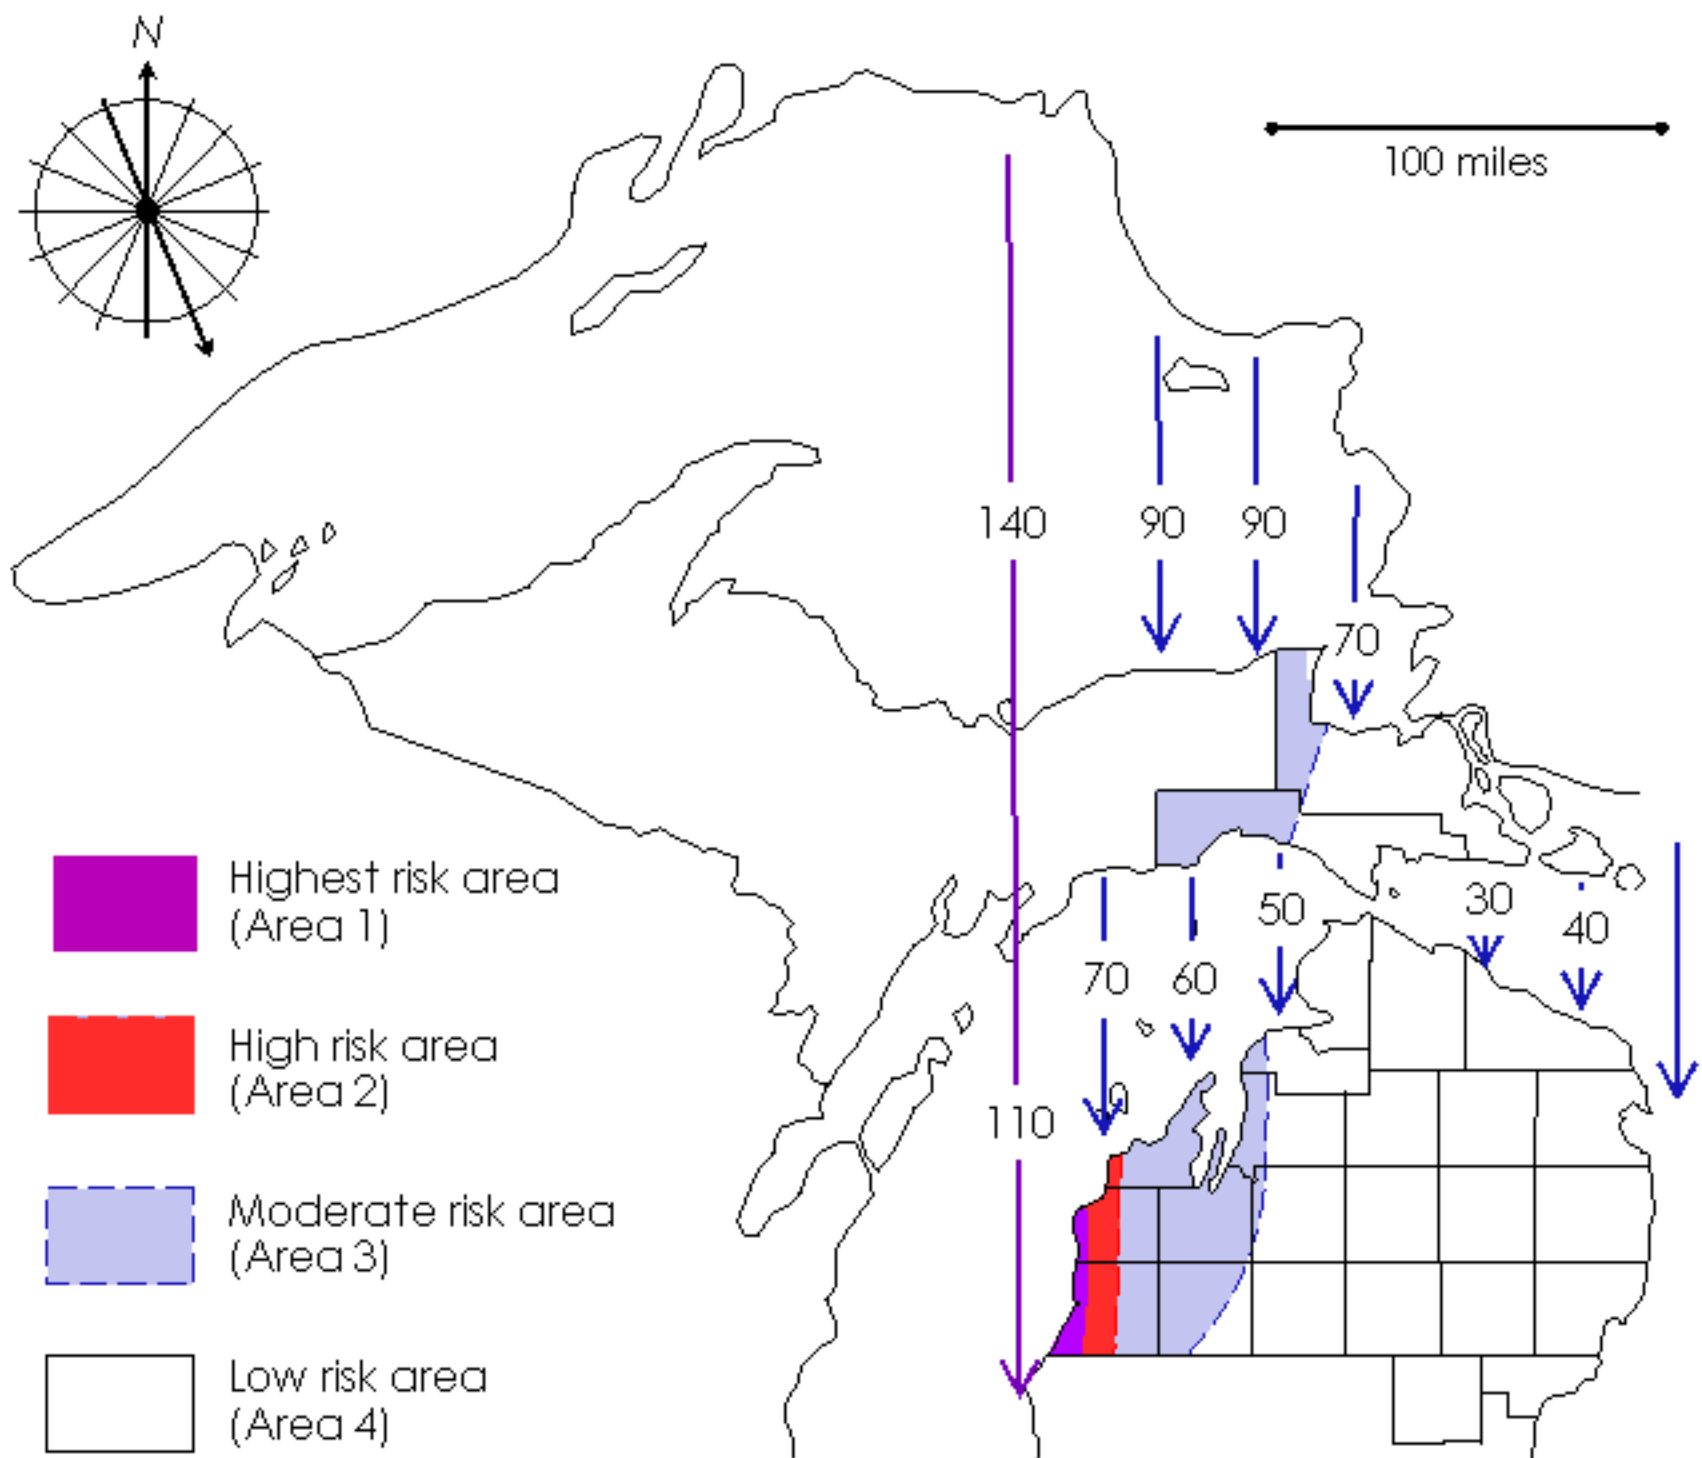 N
100 miles
140
90
90
70
50
30
40
70
60
110
Highest risk area
(Area 1)
High risk area
(Area 2)
Moderate risk area
(Area 3)
Low risk area
(Area 4)